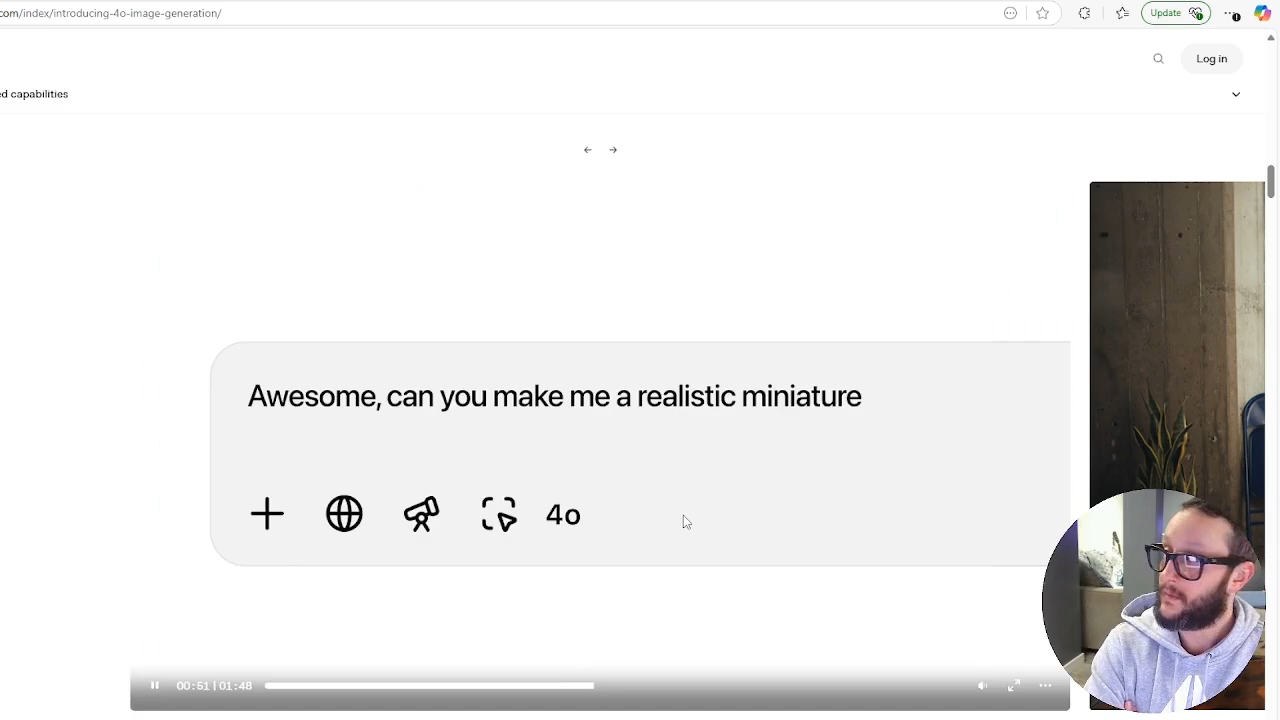 com/index/introducing-4o-image-generation/
Update
Log in
ed capabilities
Awesome, can you make me a realistic miniature
4o
00:51 | 01:48